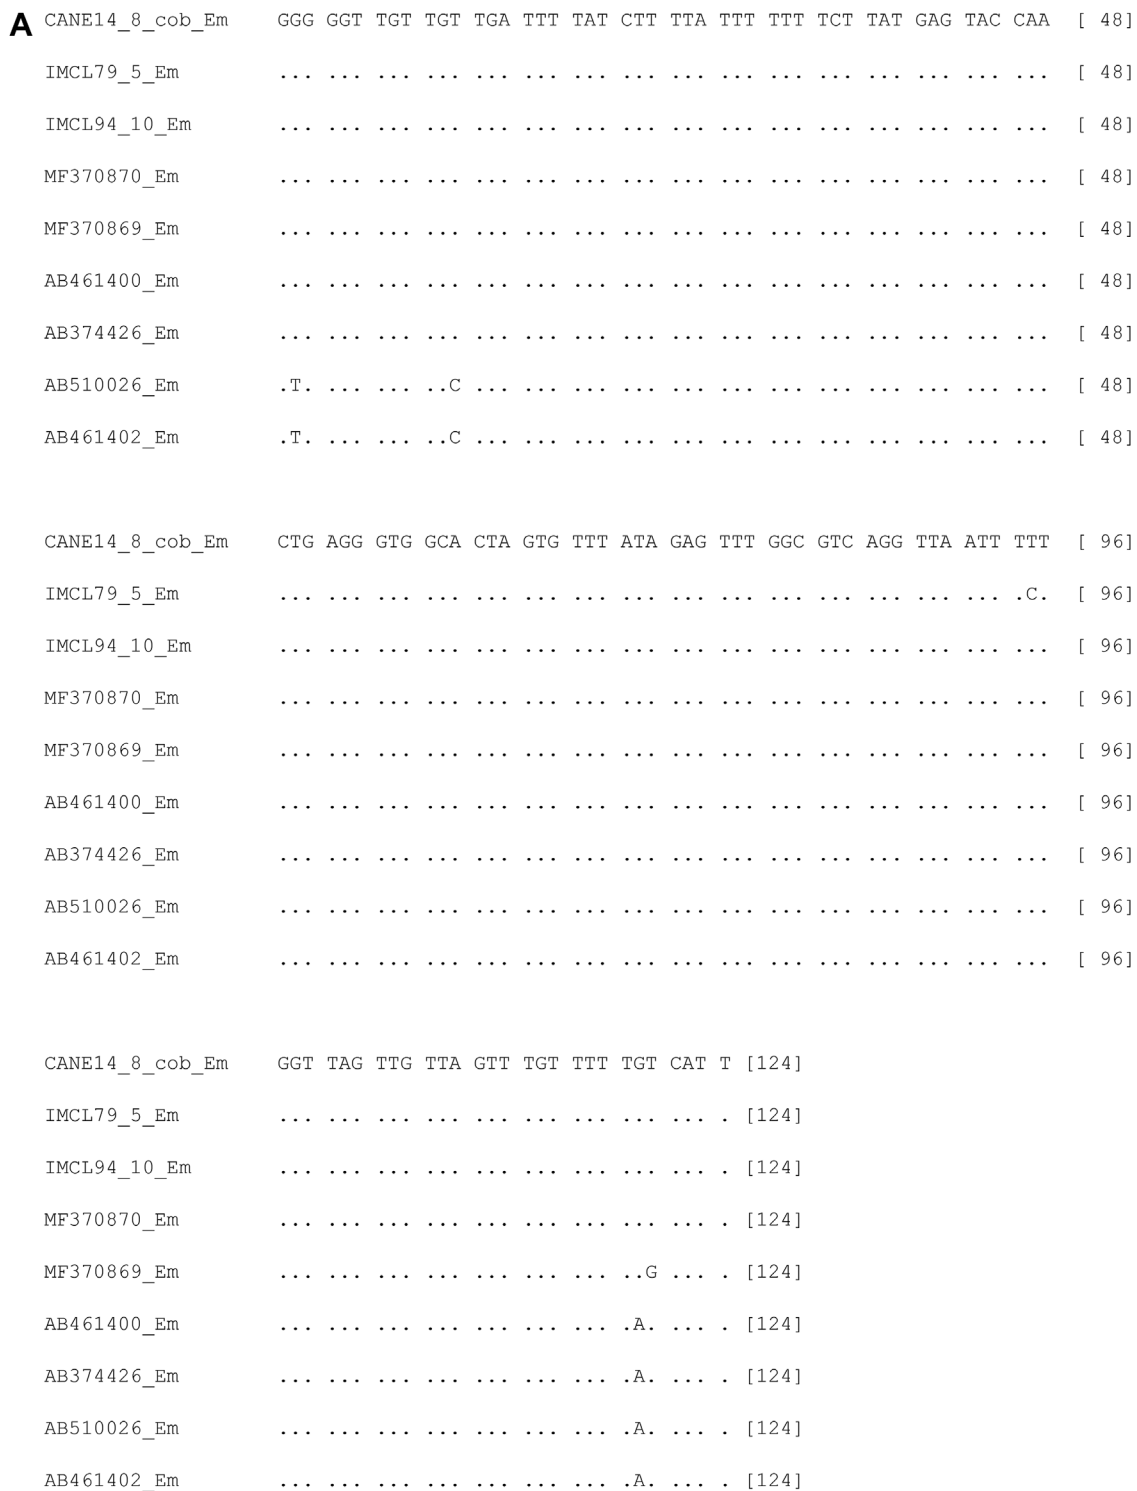 A CANE14_8_cob_Em GGG GGT TGT TGT TGA TTT TAT CTT TTA TTT TTT TCT TAT GAG TAC CAA [ 48]
IMCL79_5_Em ... ... ... ... ... ... ... ... ... ... ... ... ... ... ... ... [ 48]
IMCL94_10_Em ... ... ... ... ... ... ... ... ... ... ... ... ... ... ... ... [ 48]
MF370870_Em ... ... ... ... ... ... ... ... ... ... ... ... ... ... ... ... [ 48]
MF370869_Em ... ... ... ... ... ... ... ... ... ... ... ... ... ... ... ... [ 48]
AB461400_Em ... ... ... ... ... ... ... ... ... ... ... ... ... ... ... ... [ 48]
AB374426_Em ... ... ... ... ... ... ... ... ... ... ... ... ... ... ... ... [ 48]
AB510026_Em .T. ... ... ..C ... ... ... ... ... ... ... ... ... ... ... ... [ 48]
AB461402_Em .T. ... ... ..C ... ... ... ... ... ... ... ... ... ... ... ... [ 48]
CANE14_8_cob_Em CTG AGG GTG GCA CTA GTG TTT ATA GAG TTT GGC GTC AGG TTA ATT TTT [ 96]
IMCL79_5_Em ... ... ... ... ... ... ... ... ... ... ... ... ... ... ... .C. [ 96]
IMCL94_10_Em ... ... ... ... ... ... ... ... ... ... ... ... ... ... ... ... [ 96]
MF370870_Em ... ... ... ... ... ... ... ... ... ... ... ... ... ... ... ... [ 96]
MF370869_Em ... ... ... ... ... ... ... ... ... ... ... ... ... ... ... ... [ 96]
AB461400_Em ... ... ... ... ... ... ... ... ... ... ... ... ... ... ... ... [ 96]
AB374426_Em ... ... ... ... ... ... ... ... ... ... ... ... ... ... ... ... [ 96]
AB510026_Em ... ... ... ... ... ... ... ... ... ... ... ... ... ... ... ... [ 96]
AB461402_Em ... ... ... ... ... ... ... ... ... ... ... ... ... ... ... ... [ 96]
CANE14_8_cob_Em GGT TAG TTG TTA GTT TGT TTT TGT CAT T [124]
IMCL79_5_Em ... ... ... ... ... ... ... ... ... . [124]
IMCL94_10_Em ... ... ... ... ... ... ... ... ... . [124]
MF370870_Em ... ... ... ... ... ... ... ... ... . [124]
MF370869_Em ... ... ... ... ... ... ... ..G ... . [124]
AB461400_Em ... ... ... ... ... ... ... .A. ... . [124]
AB374426_Em ... ... ... ... ... ... ... .A. ... . [124]
AB510026_Em ... ... ... ... ... ... ... .A. ... . [124]
AB461402_Em ... ... ... ... ... ... ... .A. ... . [124]